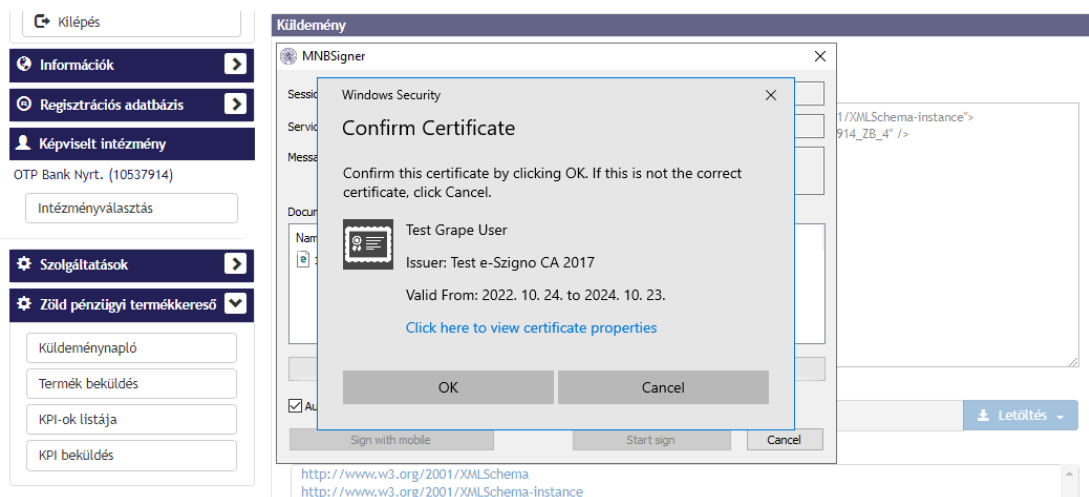 Kilépés
Információk
Regisztrációs adatbázis
Képviselt intézmény
OTP Bank Nyrt. (10537914)
Intézményválasztás
Szolgáltatások
Zöld pénzügyi termékkereső
Küldeménynapló
Termék beküldés
KPI-ok listája
KPI beküldés
Küldemény
MNBSigner
Windows Security
Confirm Certificate
Confirm this certificate by clicking OK. If this is not the correct
certificate, click Cancel.
Test Grape User
Issuer: Test e-Szigno CA 2017
Valid From: 2022. 10. 24. to 2024. 10. 23.
Click here to view certificate properties
OK Cancel
Sign with mobile Start sign Cancel
1/XMLSchema-instance">
914_ZB_4" />
Letöltés
http://www.w3.org/2001/XMLSchema
http://www.w3.org/2001/XMLSchema-instance